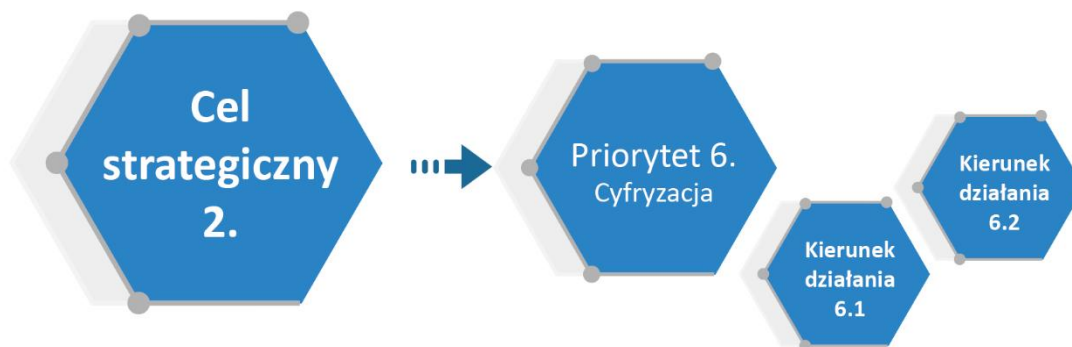 Cel
strategiczny
2.
Priorytet 6.
Cyfryzacja
Kierunek
działania
6.1
Kierunek
działania
6.2